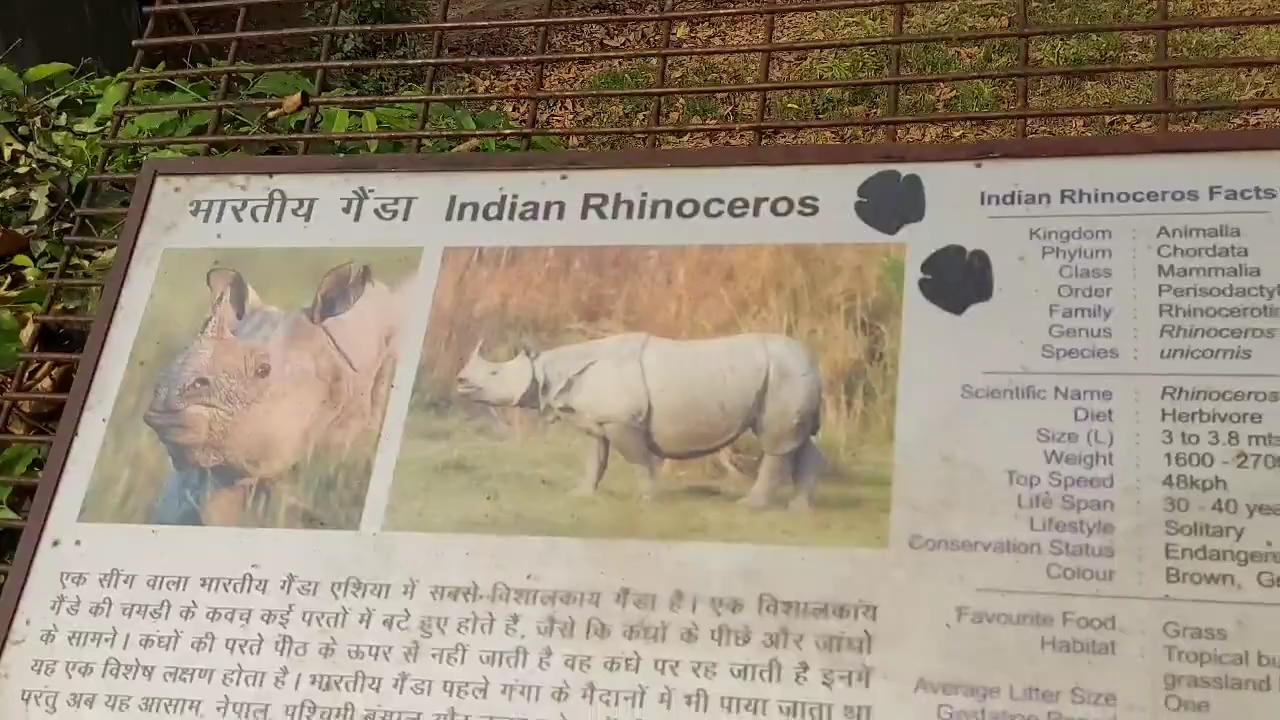 भारतीय गैंडा Indian Rhinoceros
एक सींग वाला भारतीय गैंडा एशिया में सबसे विशालकाय गैंडा है। एक विशालकाय
गैंडे की चमड़ी के कवच कई परतों में बटे हुए होते हैं, जैसे कि कंधों के पीछे और जांघो
के सामने। कंघों की परते पीठ के ऊपर से नहीं जाती है वह कंधे पर रह जाती है इनमें
यह एक विशेष लक्षण होता है। भारतीय गैंडा पहले गंगा के मैदानों में भी पाया जाता था
परंतु अब यह आसाम, नेपाल, पश्चिमी बंगाल और
Indian Rhinoceros Facts
Kingdom : Animalia
Phylum : Chordata
Class : Mammalia
Order : Perisodactyl
Family : Rhinoceroti
Genus : Rhinoceros
Species : unicornis
Scientific Name : Rhinoceros
Diet : Herbivore
Size (L) : 3 to 3.8 mts
Weight : 1600 - 270
Top Speed : 48kph
Life Span : 30 - 40 yea
Lifestyle : Solitary
Conservation Status : Endanger
Colour : Brown, G
Favourite Food : Grass
Habitat : Tropical bu
grassland
Average Litter Size : One